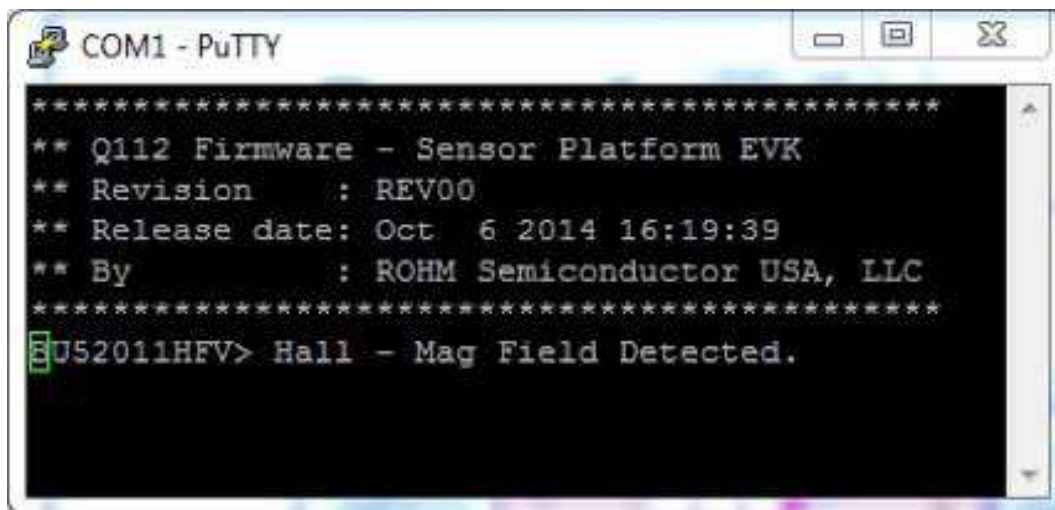 COM1 - PuTTY
*********************************************
** Q112 Firmware - Sensor Platform EVK
** Revision    : REV00
** Release date: Oct  6 2014 16:19:39
** By          : ROHM Semiconductor USA, LLC
*********************************************
BU52011HFV> Hall - Mag Field Detected.